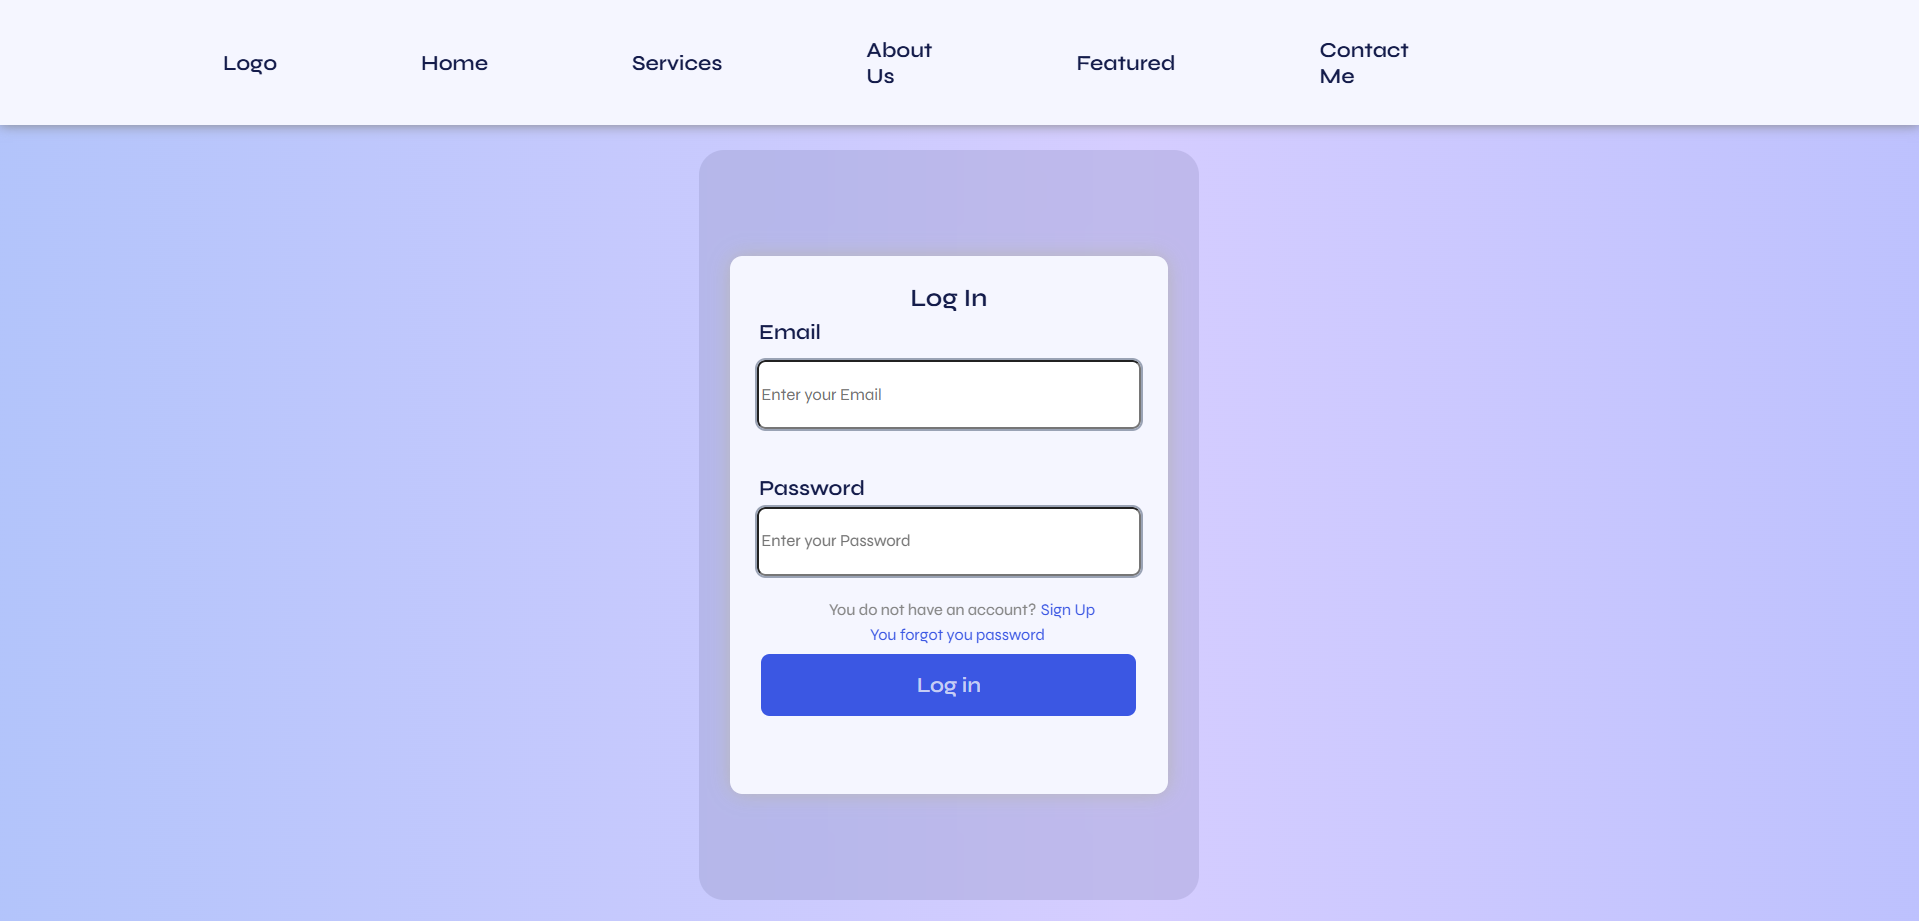 Logo
Home
Services
About
Us
Featured
Contact
Me
Log In
Email
Enter your Email
Password
Enter your Password
You do not have an account? Sign Up
You forgot you password
Log in